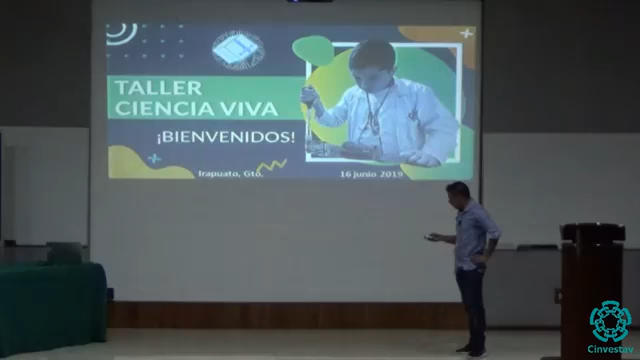 TALLER
CIENCIA VIVA
¡BIENVENIDOS!
Irapuato, Gto.
16 junio 2019
Cinvestav